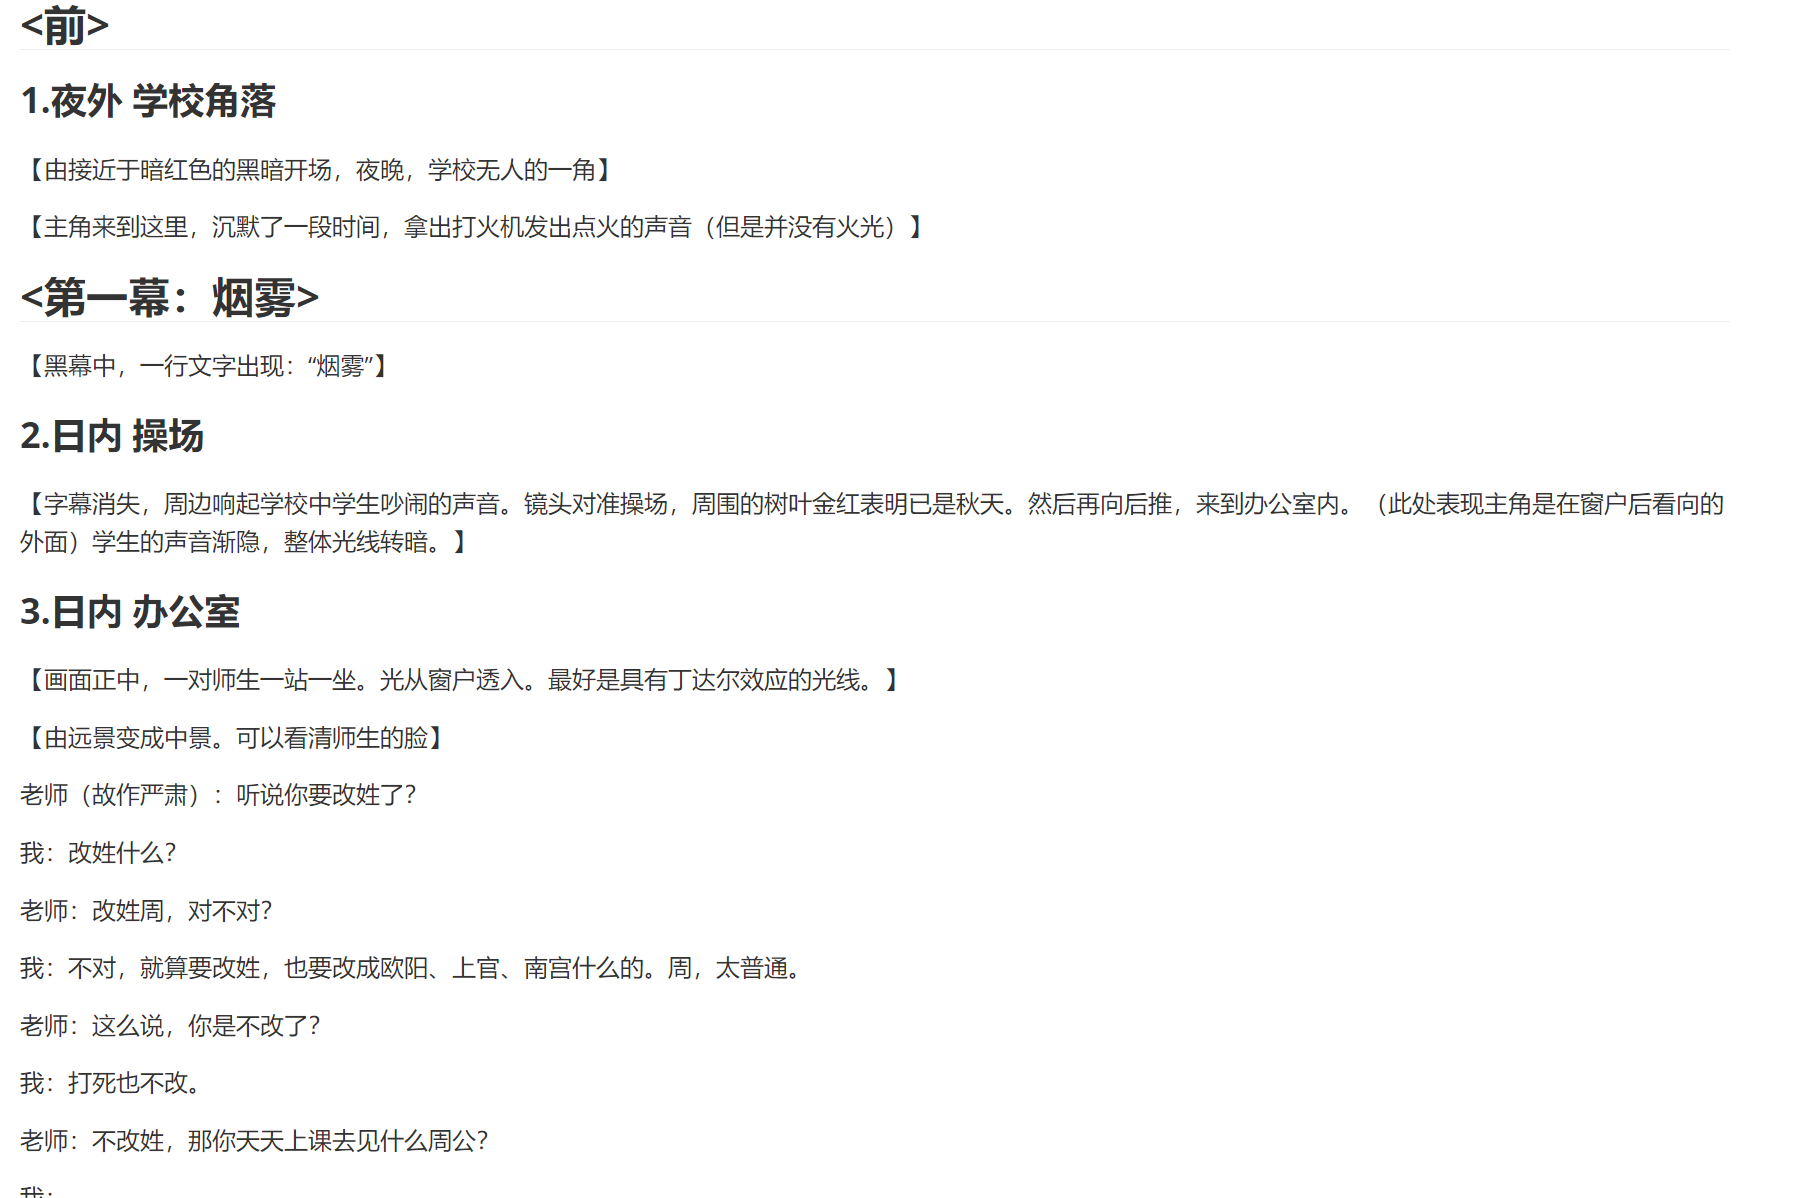 <前>
1.夜外 学校角落
【由接近于暗红色的黑暗开场，夜晚，学校无人的一角】
【主角来到这里，沉默了一段时间，拿出打火机发出点火的声音（但是并没有火光）】
<第一幕：烟雾>
【黑幕中，一行文字出现：“烟雾”】
2.日内 操场
【字幕消失，周边响起学校中学生吵闹的声音。镜头对准操场，周围的树叶金红表明已是秋天。然后再向后推，来到办公室内。（此处表现主角是在窗户后看向的
外面）学生的声音渐隐，整体光线转暗。】
3.日内 办公室
【画面正中，一对师生一站一坐。光从窗户透入。最好是具有丁达尔效应的光线。】
【由远景变成中景。可以看清师生的脸】
老师（故作严肃）：听说你要改姓了？
我：改姓什么？
老师：改姓周，对不对？
我：不对，就算要改姓，也要改成欧阳、上官、南宫什么的。周，太普通。
老师：这么说，你是不改了？
我：打死也不改。
老师：不改姓，那你天天上课去见什么周公？
我：